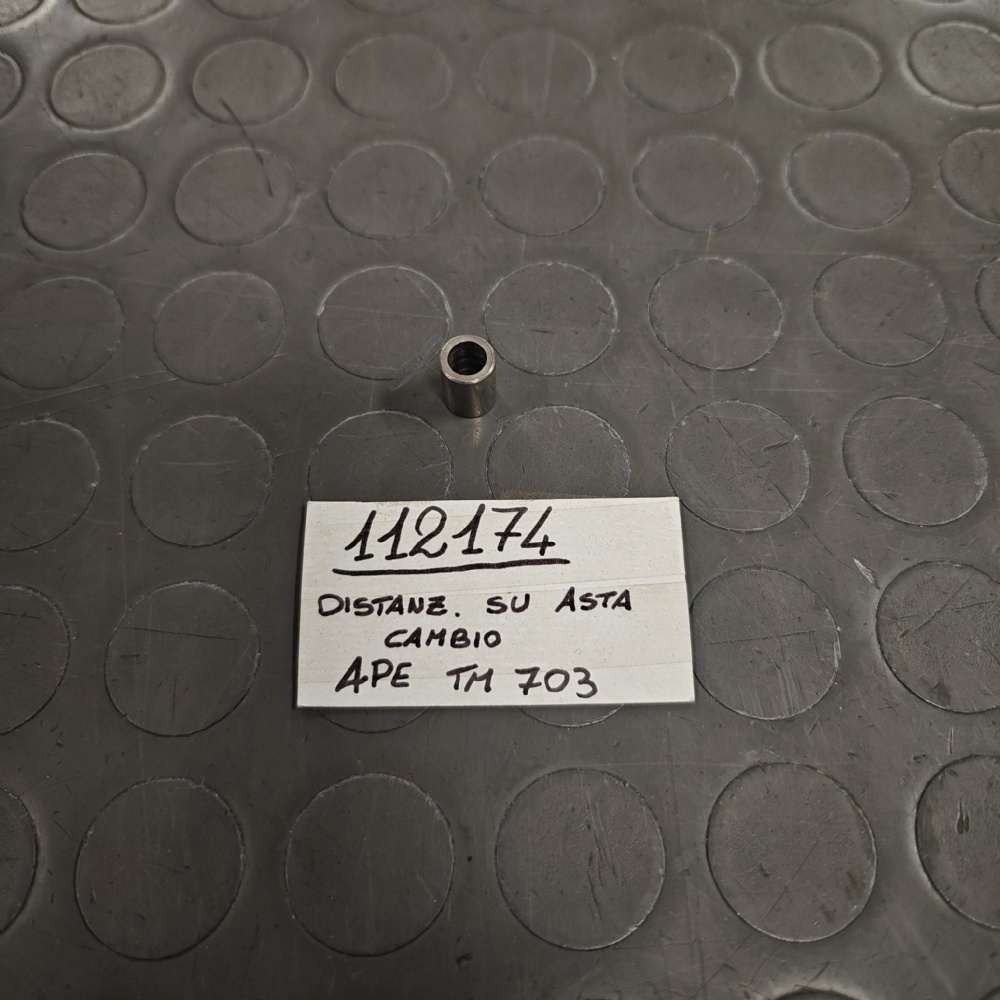 112174
DISTANZ. SU ASTA
CAMBIO
APE TM 703